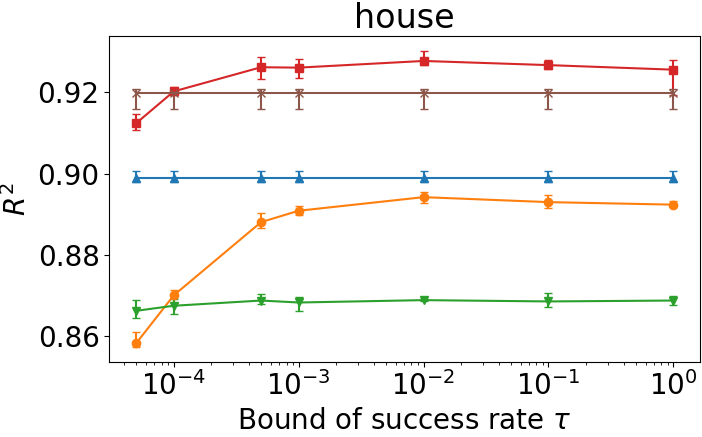 house
0.92
0.90
0.88
0.86
R²
10⁻⁴ 10⁻³ 10⁻² 10⁻¹ 10⁰
Bound of success rate τ